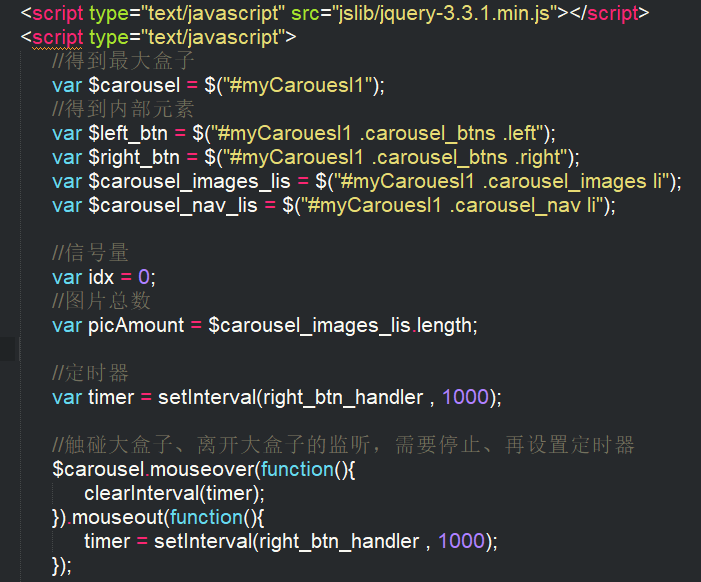 <script type="text/javascript" src="jslib/jquery-3.3.1.min.js"></script>
<script type="text/javascript">
//得到最大盒子
var $carousel = $("#myCarouesl1");
//得到内部元素
var $left_btn = $("#myCarouesl1 .carousel_btns .left");
var $right_btn = $("#myCarouesl1 .carousel_btns .right");
var $carousel_images_lis = $("#myCarouesl1 .carousel_images li");
var $carousel_nav_lis = $("#myCarouesl1 .carousel_nav li");
//信号量
var idx = 0;
//图片总数
var picAmount = $carousel_images_lis.length;
//定时器
var timer = setInterval(right_btn_handler , 1000);
//触碰大盒子、离开大盒子的监听，需要停止、再设置定时器
$carousel.mouseover(function(){
clearInterval(timer);
}).mouseout(function(){
timer = setInterval(right_btn_handler , 1000);
});